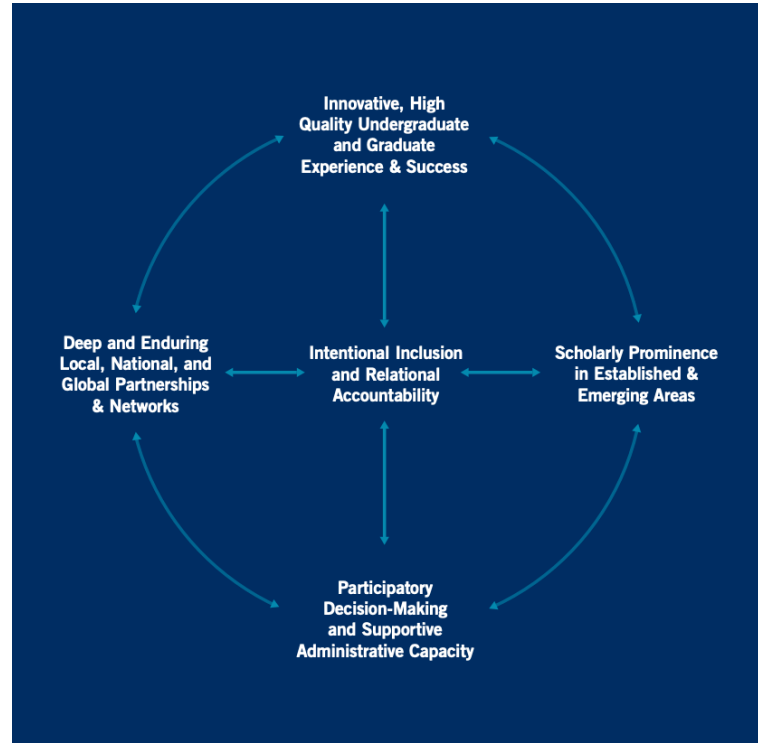 Innovative, High
Quality Undergraduate
and Graduate
Experience & Success
Deep and Enduring
Local, National, and
Global Partnerships
& Networks
Intentional Inclusion
and Relational
Accountability
Scholarly Prominence
in Established &
Emerging Areas
Participatory
Decision-Making
and Supportive
Administrative Capacity